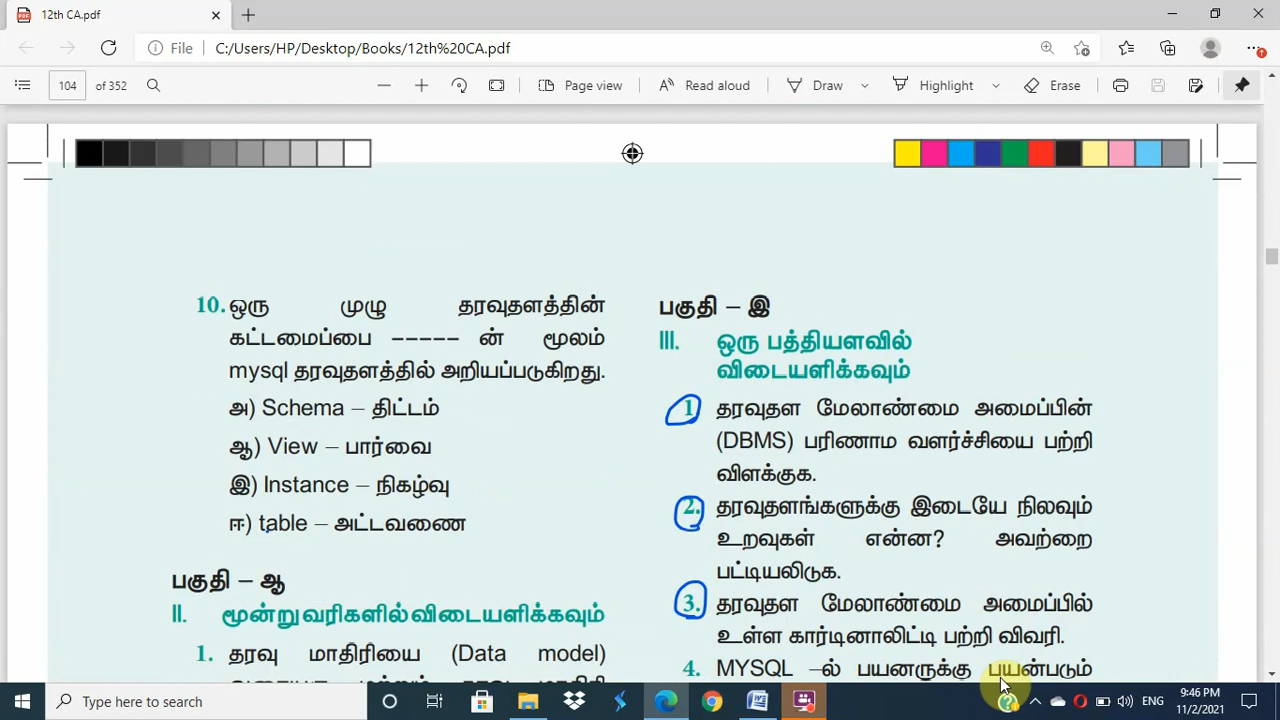 12th CA.pdf
File C:/Users/HP/Desktop/Books/12th%20CA.pdf
104 of 352 Page view Read aloud Draw Highlight Erase
10. ஒரு முழு தரவுதளத்தின்
கட்டமைப்பை ----- ன் மூலம்
mysql தரவுதளத்தில் அறியப்படுகிறது.
அ) Schema – திட்டம்
ஆ) View – பார்வை
இ) Instance – நிகழ்வு
ஈ) table – அட்டவணை
பகுதி – ஆ
II. மூன்று வரிகளில் விடையளிக்கவும்
1. தரவு மாதிரியை (Data model)
பகுதி – இ
III. ஒரு பத்தியளவில்
விடையளிக்கவும்
1 தரவுதள மேலாண்மை அமைப்பின்
(DBMS) பரிணாம வளர்ச்சியை பற்றி
விளக்குக.
2. தரவுதளங்களுக்கு இடையே நிலவும்
உறவுகள் என்ன? அவற்றை
பட்டியலிடுக.
3. தரவுதள மேலாண்மை அமைப்பில்
உள்ள கார்டினாலிட்டி பற்றி விவரி.
4. MYSQL –ல் பயனருக்கு பயன்படும்
Type here to search
ENG
9:46 PM
11/2/2021